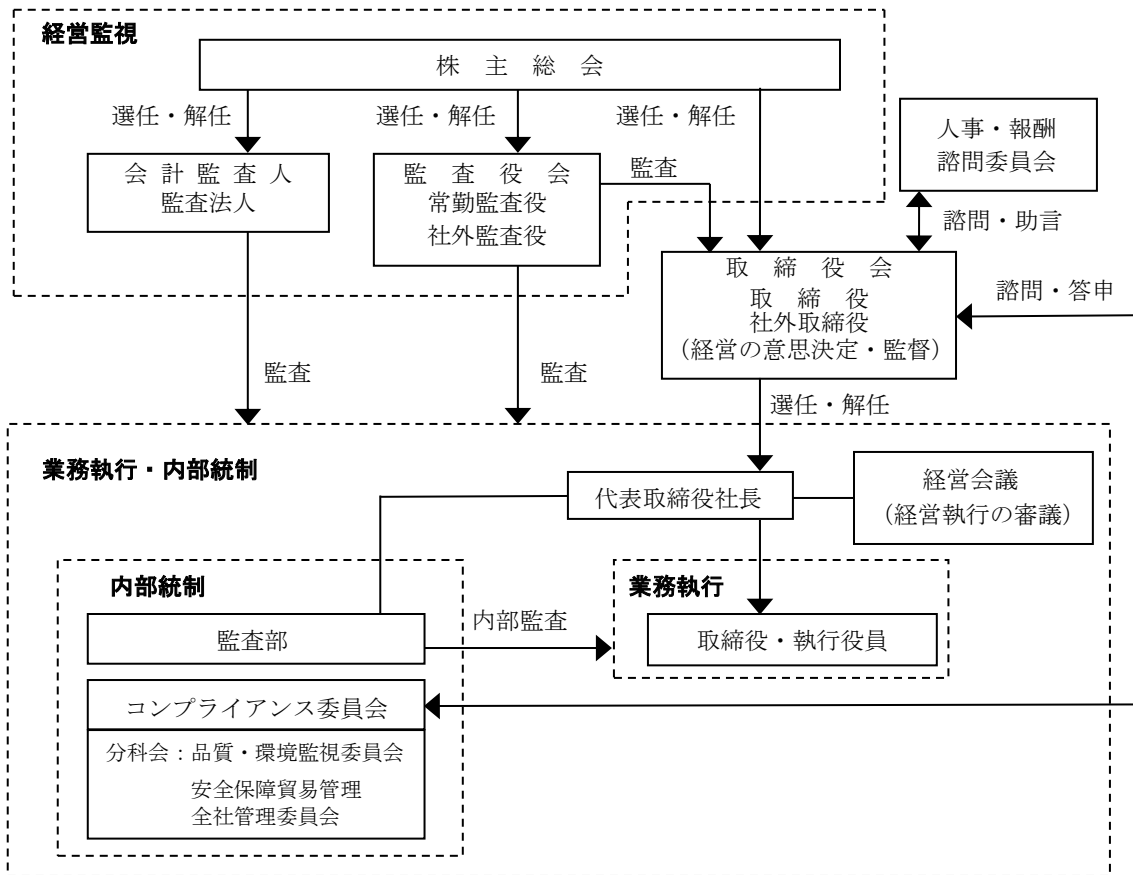 経営監視
株主総会
選任・解任
選任・解任
選任・解任
人事・報酬
諮問委員会
会計監査人
監査法人
監査役会
常勤監査役
社外監査役
監査
諮問・助言
取締役会
取締役
社外取締役
(経営の意思決定・監督)
諮問・答申
監査
監査
選任・解任
業務執行・内部統制
代表取締役社長
経営会議
(経営執行の審議)
内部統制
業務執行
監査部
内部監査
取締役・執行役員
コンプライアンス委員会
分科会:品質・環境監視委員会
安全保障貿易管理
全社管理委員会